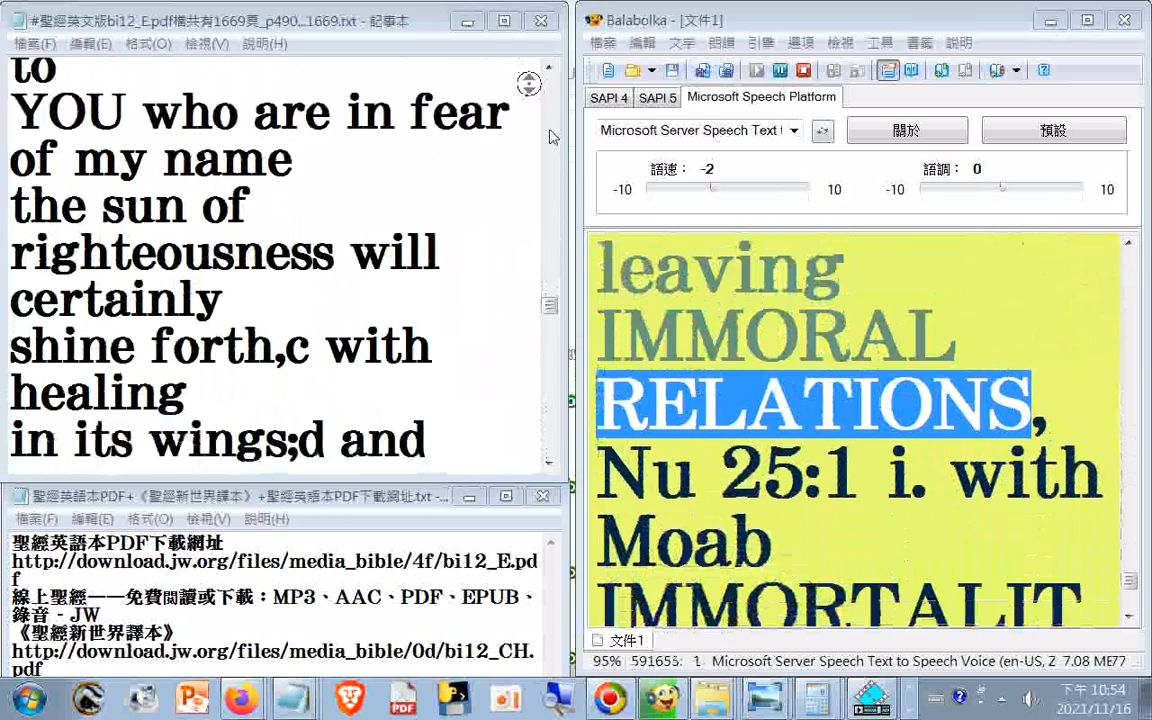 #聖經英文版bi12_E.pdf檔共有1669頁_p490,..1669.txt - 記事本
檔案(F) 編輯(E) 格式(O) 檢視(V) 說明(H)
to
YOU who are in fear
of my name
the sun of
righteousness will
certainly
shine forth,c with
healing
in its wings;d and
聖經英語本PDF+《聖經新世界譯本》+聖經英語本PDF下載網址.txt - ...
檔案(F) 編輯(E) 格式(O) 檢視(V) 說明(H)
聖經英語本PDF下載網址
http://download.jw.org/files/media_bible/4f/bi12_E.pd
f
線上聖經——免費閱讀或下載：MP3、AAC、PDF、EPUB、
錄音 - JW
《聖經新世界譯本》
http://download.jw.org/files/media_bible/0d/bi12_CH.
pdf
Balabolka - [文件1]
檔案 編輯 文字 朗讀 引擎 選項 檢視 工具 書籤 說明
SAPI 4 SAPI 5 Microsoft Speech Platform
Microsoft Server Speech Text t 關於 預設
語速： -2 語調： 0
-10 10 -10 10
leaving
IMMORAL
RELATIONS,
Nu 25:1 i. with
Moab
IMMORTALIT
文件1
95% Microsoft Server Speech Text to Speech Voice (en-US, Z 7.08 ME77
下午 10:54
2021/11/16